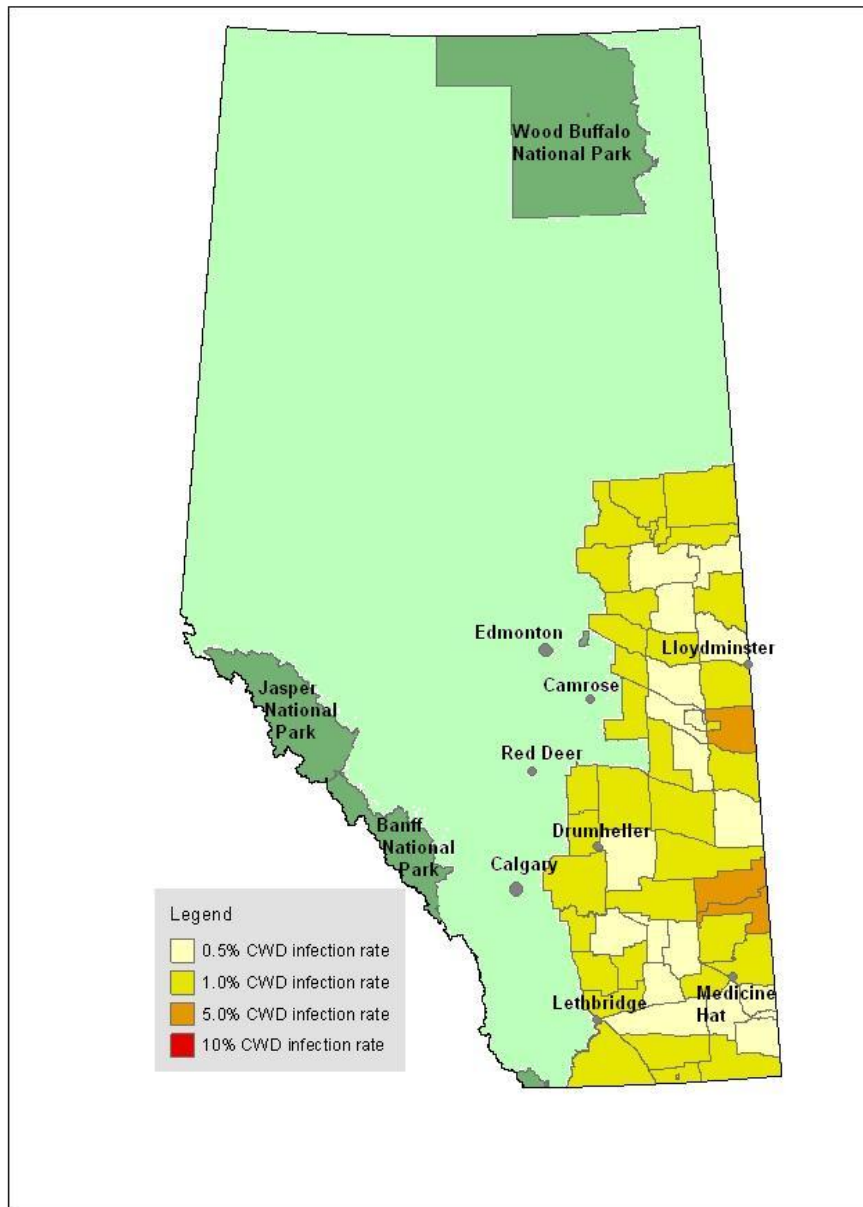 Wood Buffalo
National Park
Edmonton
Lloydminster
Camrose
Jasper
National
Park
Red Deer
Banff
National
Park
Drumheller
Calgary
Legend
0.5% CWD infection rate
1.0% CWD infection rate
5.0% CWD infection rate
10% CWD infection rate
Lethbridge
Medicine
Hat